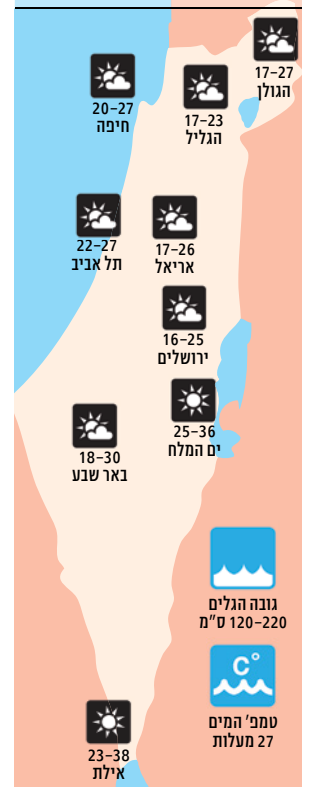 17-27
הגולן
20-27
חיפה
17-23
הגליל
22-27
תל אביב
17-26
אריאל
16-25
ירושלים
25-36
ים המלח
18-30
באר שבע
גובה הגלים
120-220 ס"מ
C°
טמפ' המים
27 מעלות
23-38
אילת